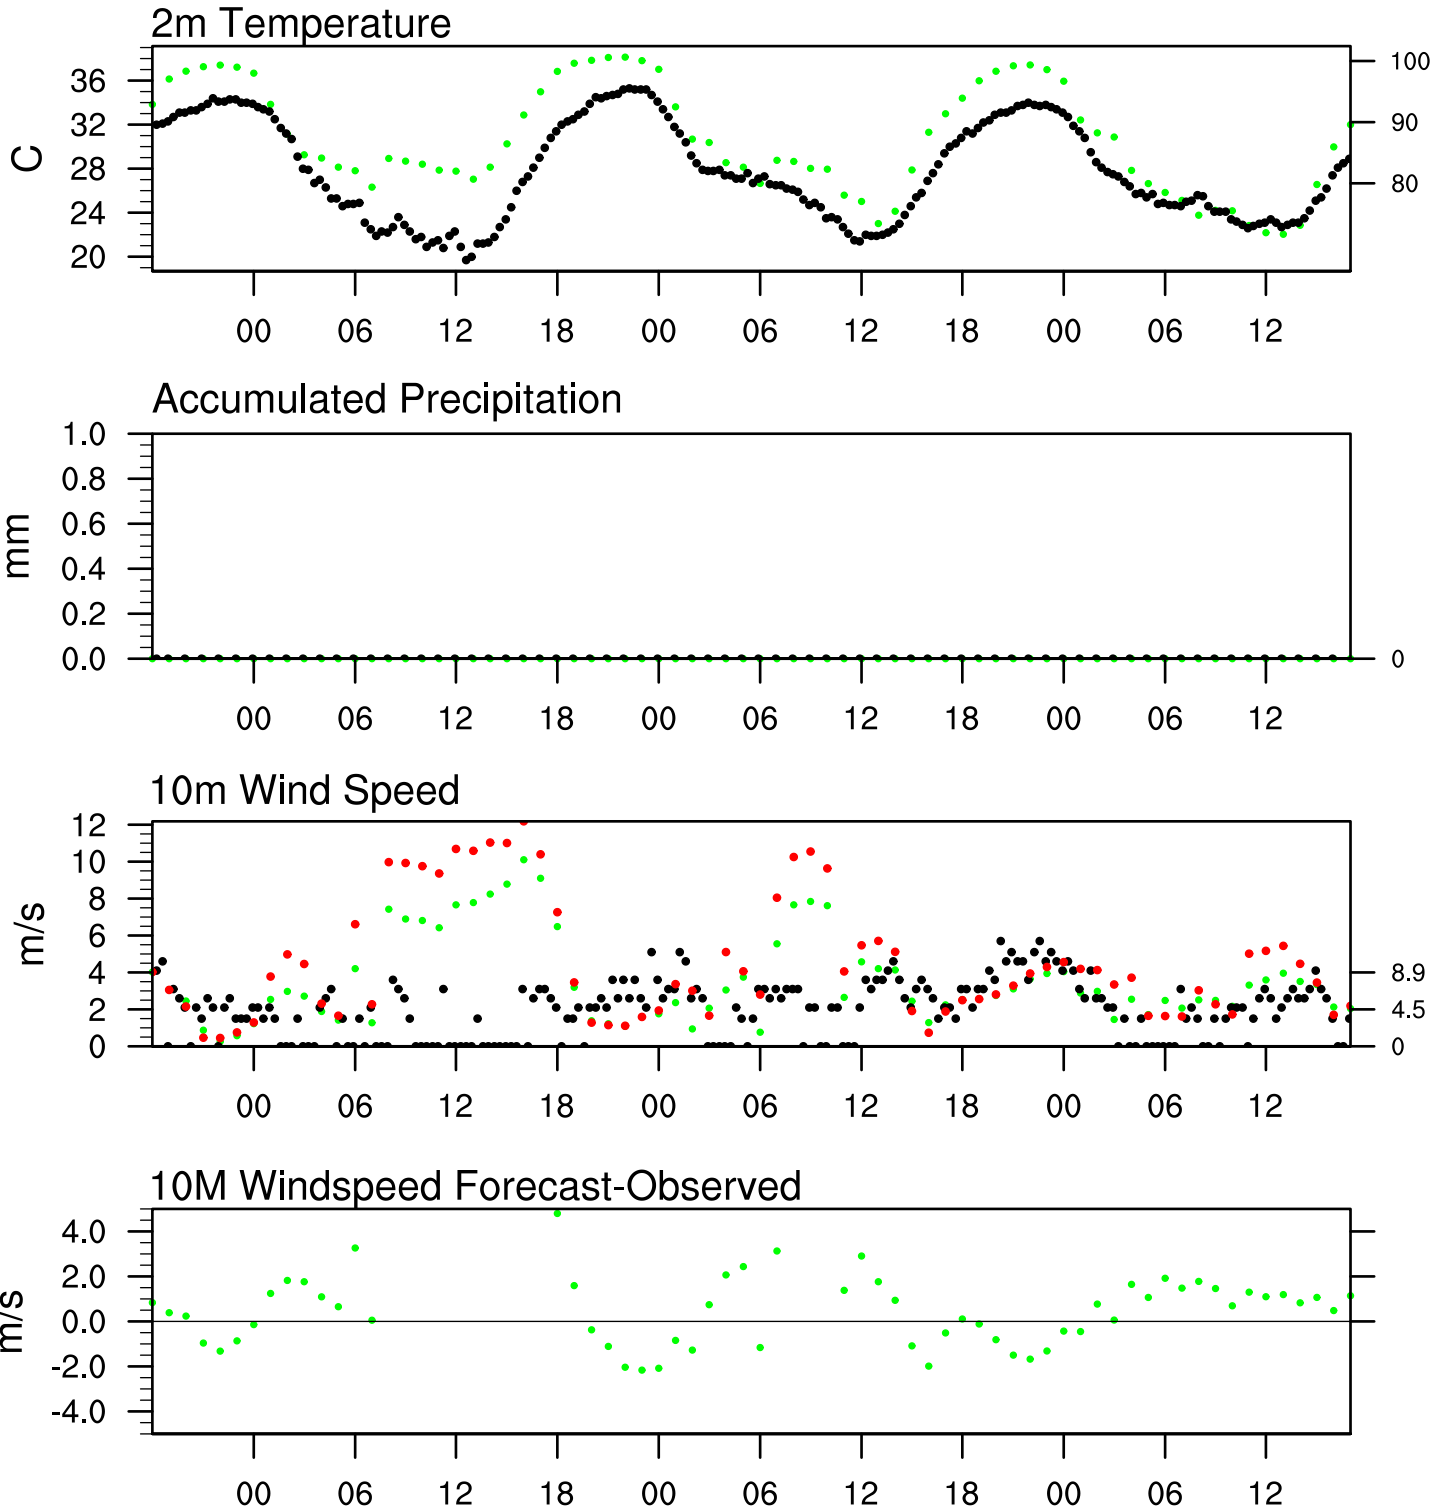 2m Temperature
C
36
32
28
24
20
100
90
80
00 06 12 18 00 06 12 18 00 06 12
Accumulated Precipitation
mm
1.0
0.8
0.6
0.4
0.2
0.0
0
00 06 12 18 00 06 12 18 00 06 12
10m Wind Speed
m/s
12
10
8
6
4
2
0
8.9
4.5
0
00 06 12 18 00 06 12 18 00 06 12
10M Windspeed Forecast-Observed
m/s
4.0
2.0
0.0
-2.0
-4.0
00 06 12 18 00 06 12 18 00 06 12